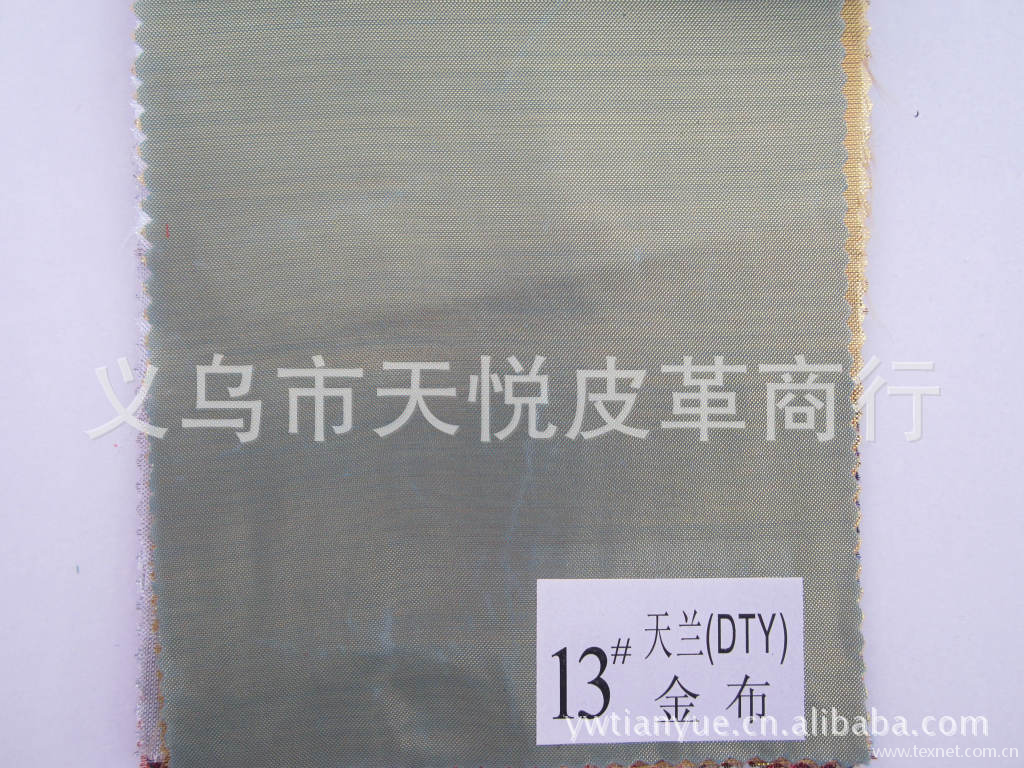 义乌市天悦皮革商行
13# 天兰(DTY)
金布
ywtianyue.cn.alibaba.com
www.texnet.com.cn